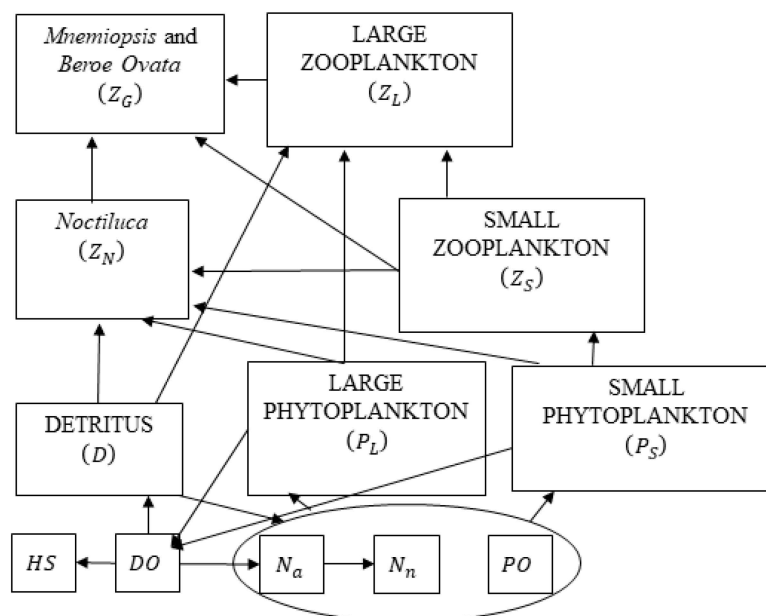 Mnemiopsis and
Beroe Ovata
(Z_G)
LARGE
ZOOPLANKTON
(Z_L)
Noctiluca
(Z_N)
SMALL
ZOOPLANKTON
(Z_S)
DETRITUS
(D)
LARGE
PHYTOPLANKTON
(P_L)
SMALL
PHYTOPLANKTON
(P_S)
HS
DO
N_a
N_n
PO